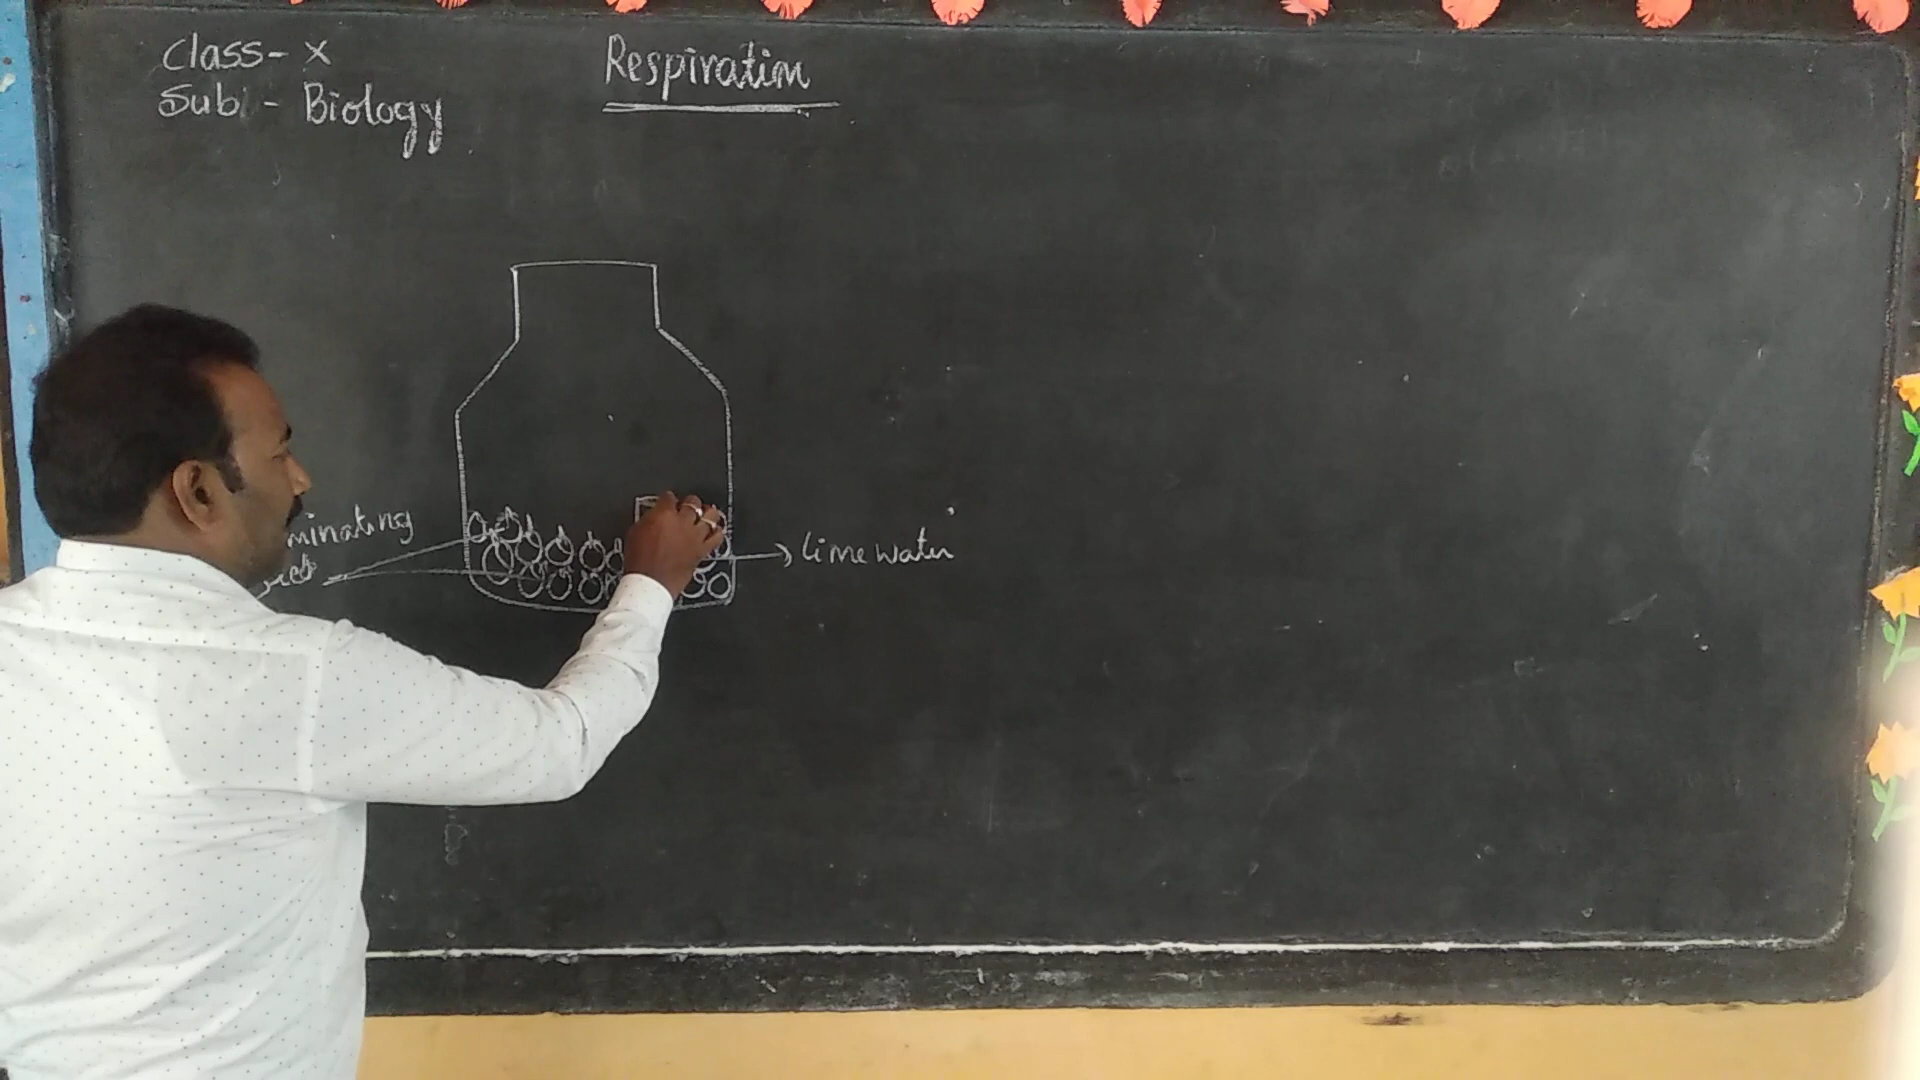 Class - X
Respiration
Sub - Biology
minating
lime water